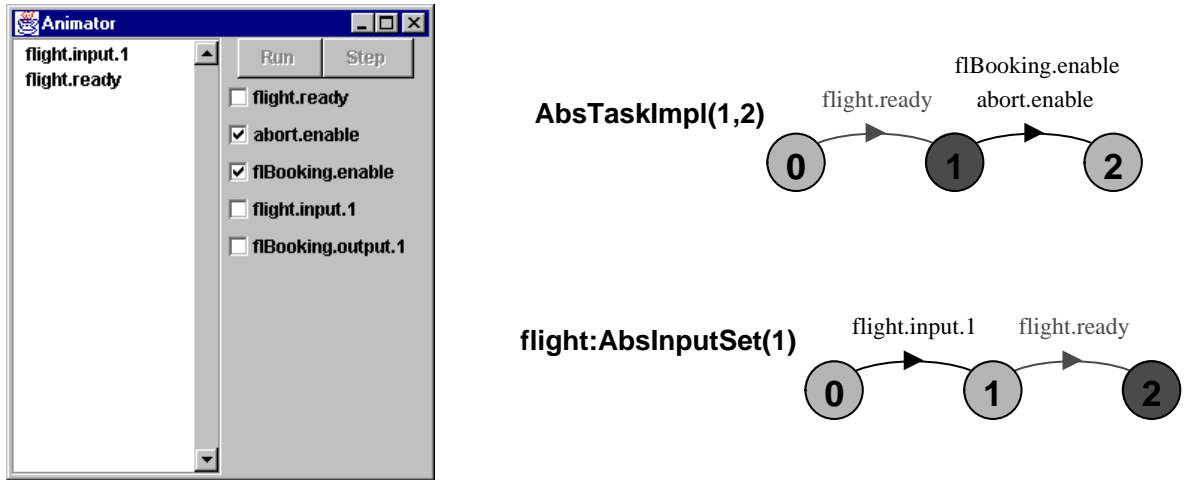 Animator
flight.input.1
flight.ready
Run Step
flight.ready
abort.enable
flBooking.enable
flight.input.1
flBooking.output.1
AbsTaskImpl(1,2)
flight.ready
flBooking.enable
abort.enable
0 1 2
flight:AbsInputSet(1)
flight.input.1 flight.ready
0 1 2